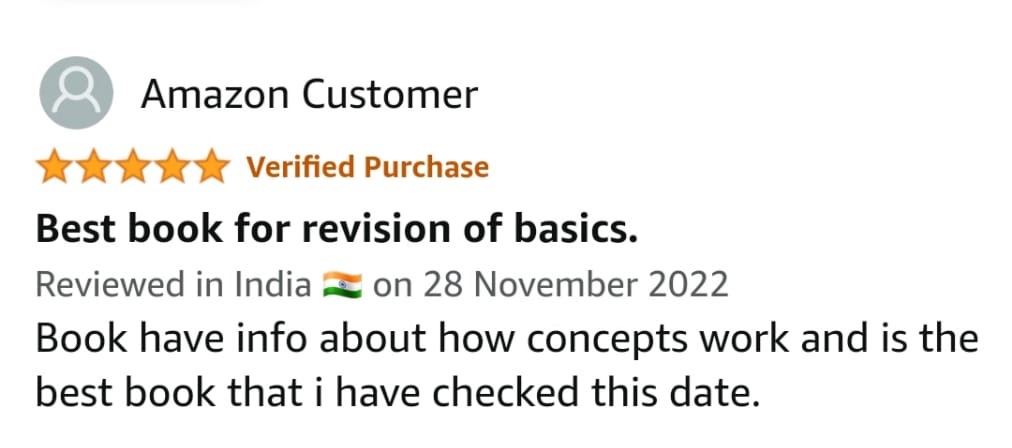 Amazon Customer
Verified Purchase
Best book for revision of basics.
Reviewed in India 🇮🇳 on 28 November 2022
Book have info about how concepts work and is the
best book that i have checked this date.